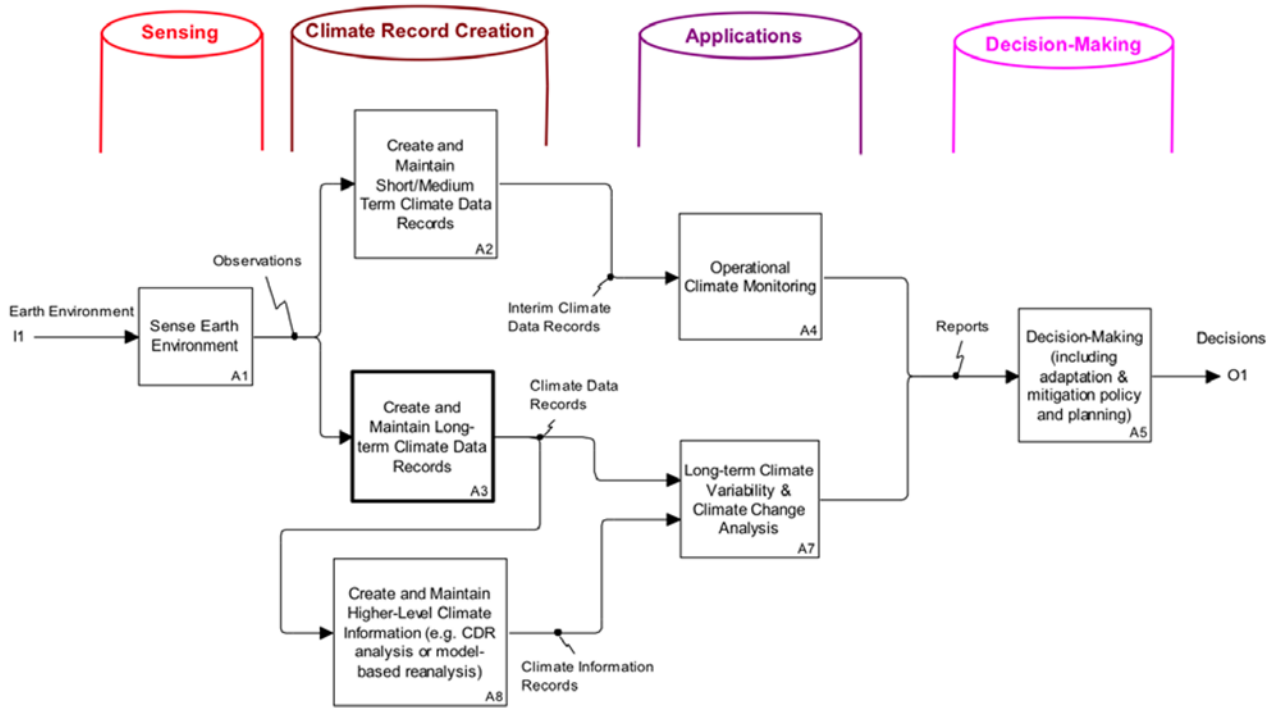 Sensing
Climate Record Creation
Applications
Decision-Making
Create and
Maintain
Short/Medium
Term Climate Data
Records
A2
Observations
Earth Environment
I1
Sense Earth
Environment
A1
Interim Climate
Data Records
Operational
Climate Monitoring
A4
Reports
Decision-Making
(including
adaptation &
mitigation policy
and planning)
A5
Decisions
O1
Create and
Maintain Long-
term Climate Data
Records
A3
Climate Data
Records
Long-term Climate
Variability &
Climate Change
Analysis
A7
Create and Maintain
Higher-Level Climate
Information (e.g. CDR
analysis or model-
based reanalysis)
A8
Climate Information
Records